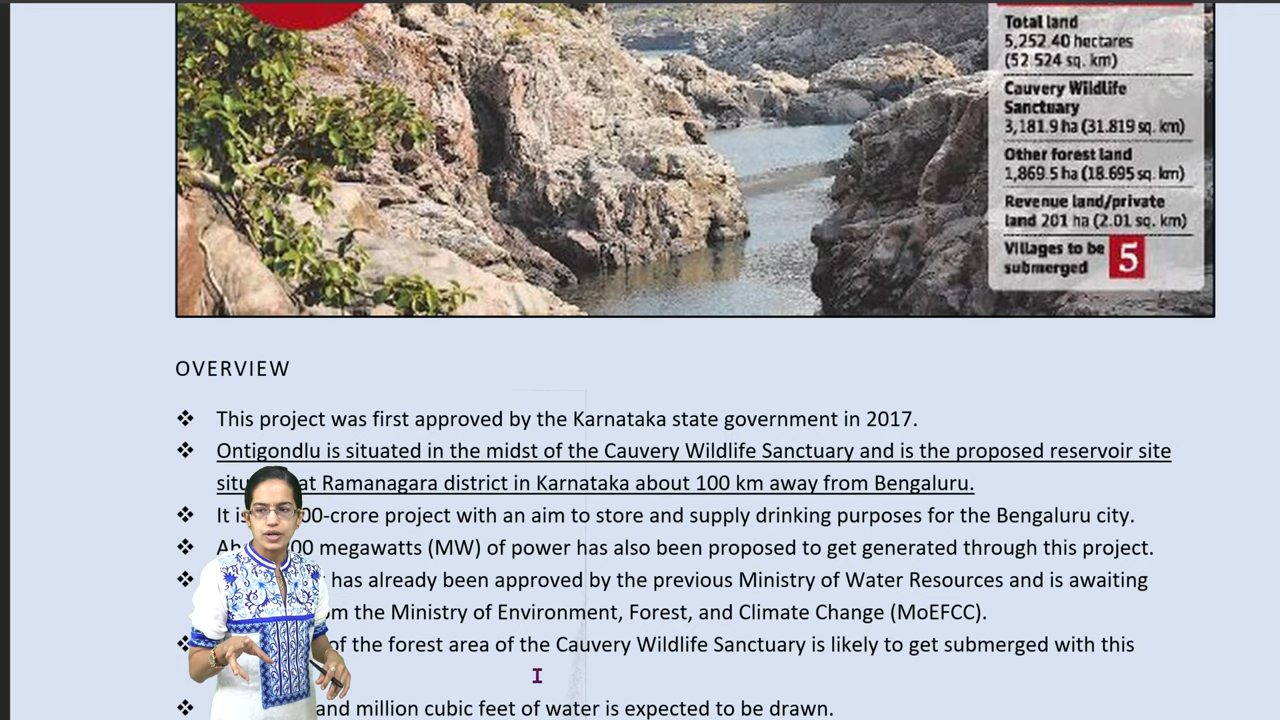 Total land
5,252.40 hectares
(52.524 sq. km)
Cauvery Wildlife
Sanctuary
3,181.9 ha (31.819 sq. km)
Other forest land
1,869.5 ha (18.695 sq. km)
Revenue land/private
land 201 ha (2.01 sq. km)
Villages to be
submerged 5
OVERVIEW
❖ This project was first approved by the Karnataka state government in 2017.
❖ Ontigondlu is situated in the midst of the Cauvery Wildlife Sanctuary and is the proposed reservoir site
at Ramanagara district in Karnataka about 100 km away from Bengaluru.
❖ It is 00-crore project with an aim to store and supply drinking purposes for the Bengaluru city.
❖ 00 megawatts (MW) of power has also been proposed to get generated through this project.
❖ has already been approved by the previous Ministry of Water Resources and is awaiting
the Ministry of Environment, Forest, and Climate Change (MoEFCC).
❖ of the forest area of the Cauvery Wildlife Sanctuary is likely to get submerged with this
❖ million cubic feet of water is expected to be drawn.